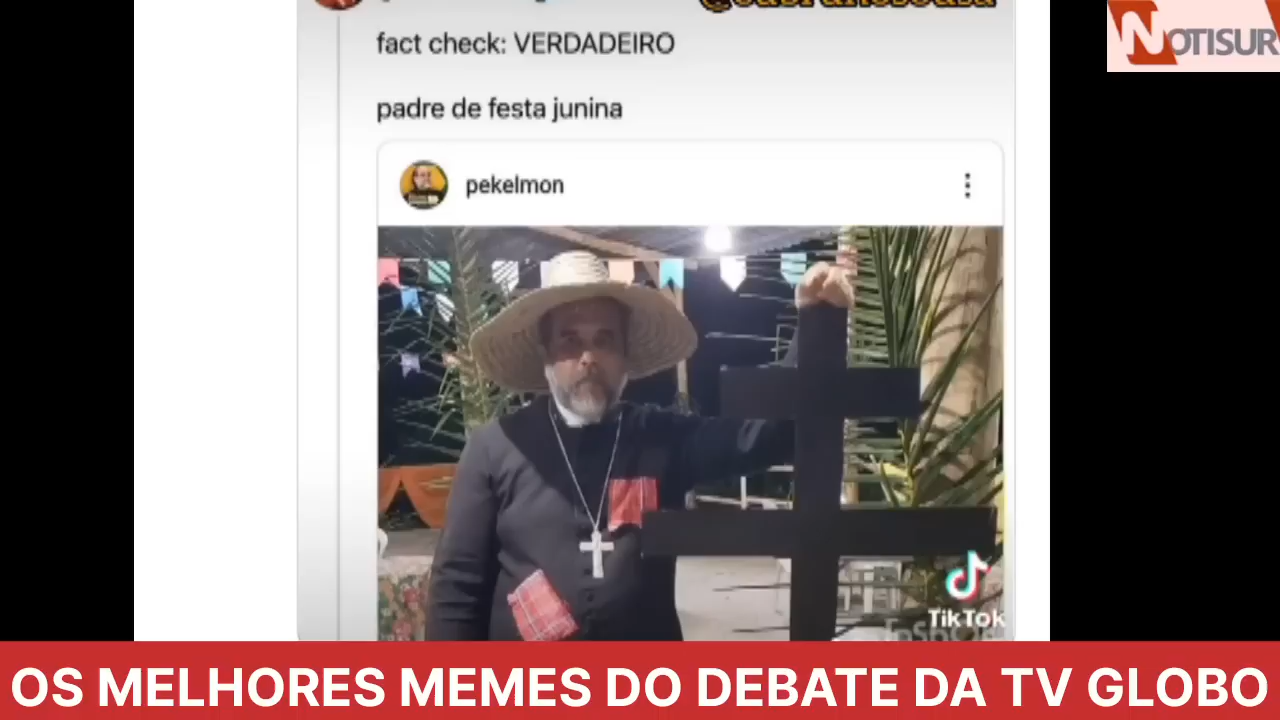 NOTISUR
fact check: VERDADEIRO
padre de festa junina
pekelmon
TikTok
OS MELHORES MEMES DO DEBATE DA TV GLOBO